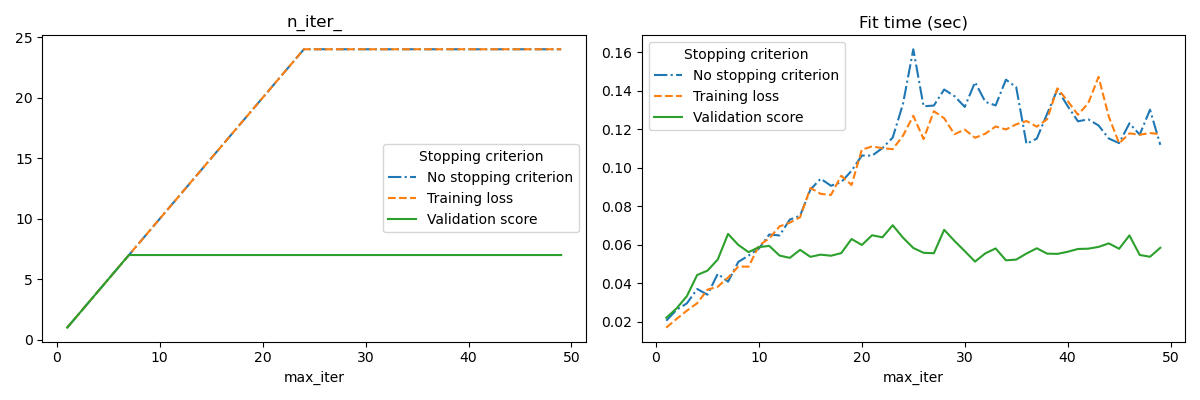 n_iter_
25
20
15
10
5
0
Stopping criterion
No stopping criterion
Training loss
Validation score
0 10 20 30 40 50
max_iter
Fit time (sec)
0.16
0.14
0.12
0.10
0.08
0.06
0.04
0.02
Stopping criterion
No stopping criterion
Training loss
Validation score
0 10 20 30 40 50
max_iter